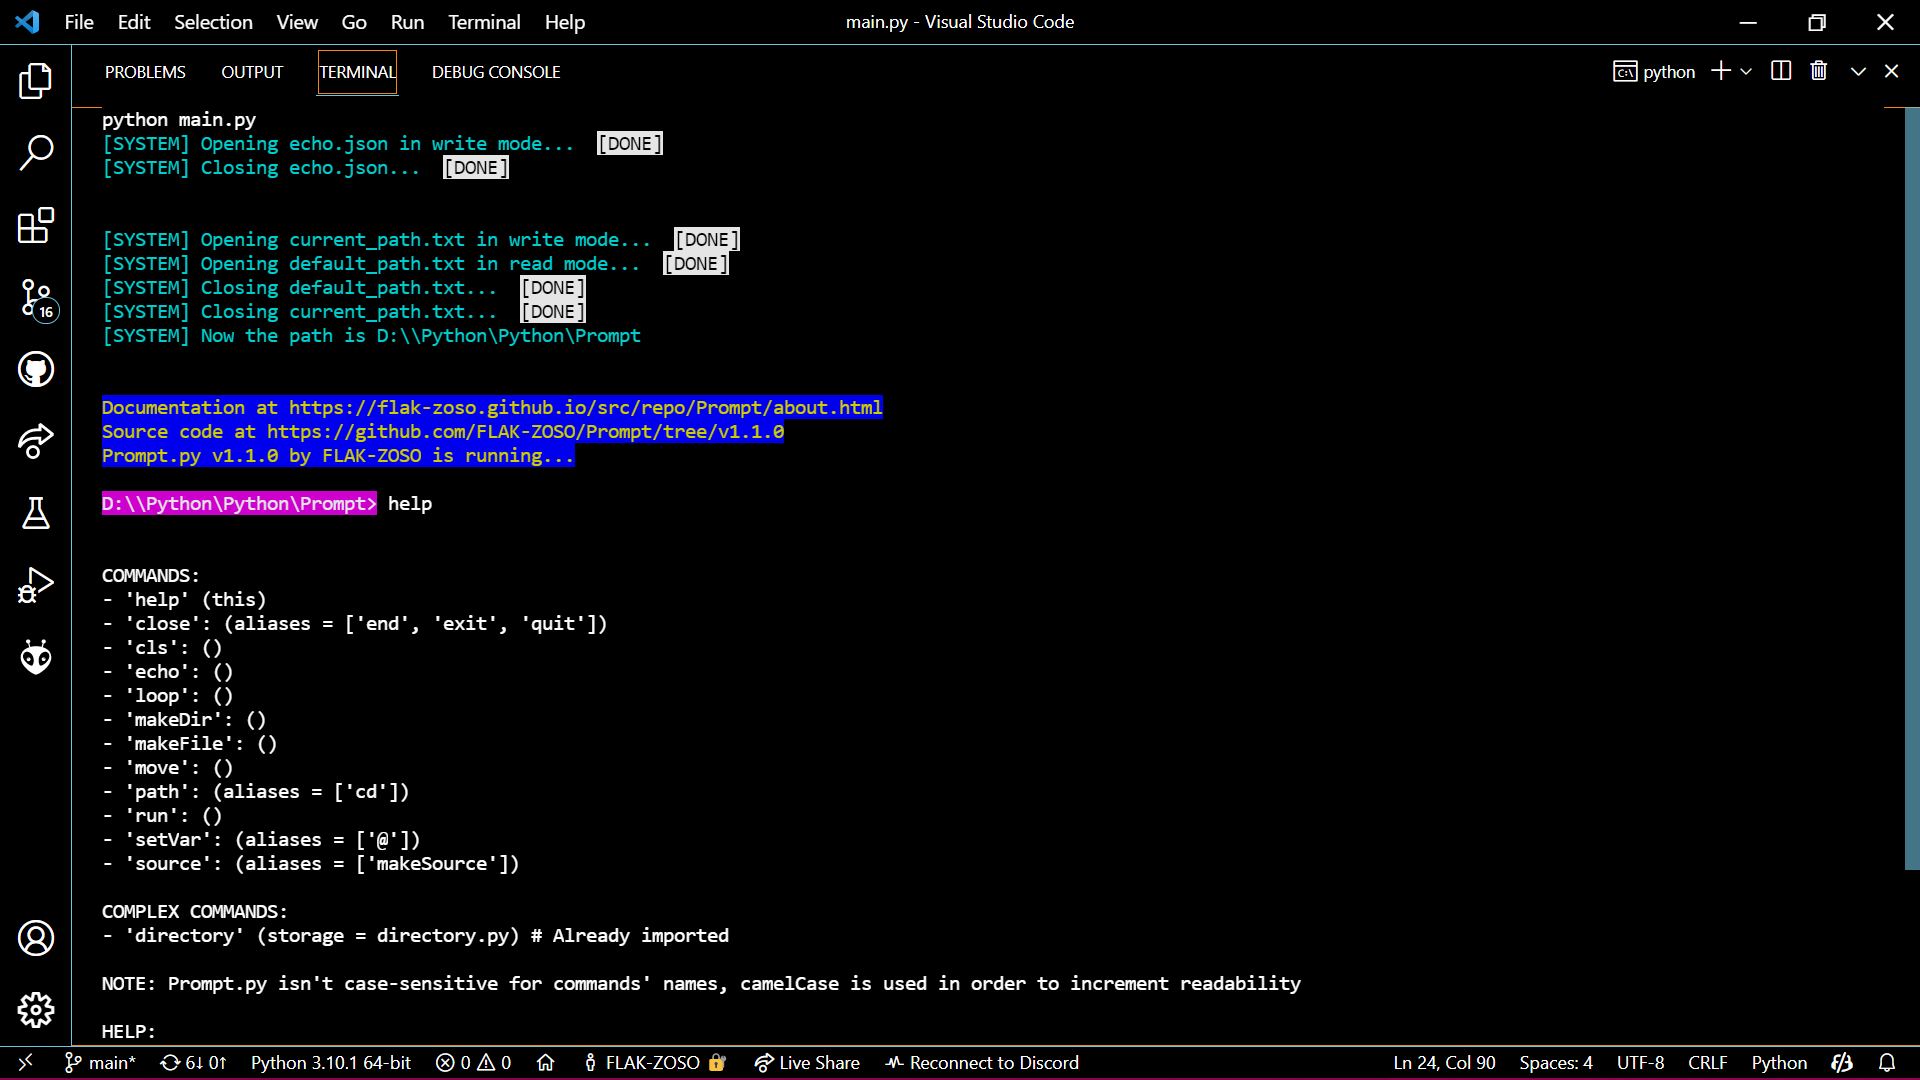 File Edit Selection View Go Run Terminal Help main.py - Visual Studio Code
PROBLEMS OUTPUT TERMINAL DEBUG CONSOLE python
python main.py
[SYSTEM] Opening echo.json in write mode... [DONE]
[SYSTEM] Closing echo.json... [DONE]
[SYSTEM] Opening current_path.txt in write mode... [DONE]
[SYSTEM] Opening default_path.txt in read mode... [DONE]
[SYSTEM] Closing default_path.txt... [DONE]
[SYSTEM] Closing current_path.txt... [DONE]
[SYSTEM] Now the path is D:\\Python\Python\Prompt
Documentation at https://flak-zoso.github.io/src/repo/Prompt/about.html
Source code at https://github.com/FLAK-ZOSO/Prompt/tree/v1.1.0
Prompt.py v1.1.0 by FLAK-ZOSO is running...
D:\\Python\Python\Prompt> help
COMMANDS:
- 'help' (this)
- 'close': (aliases = ['end', 'exit', 'quit'])
- 'cls': ()
- 'echo': ()
- 'loop': ()
- 'makeDir': ()
- 'makeFile': ()
- 'move': ()
- 'path': (aliases = ['cd'])
- 'run': ()
- 'setVar': (aliases = ['@'])
- 'source': (aliases = ['makeSource'])
COMPLEX COMMANDS:
- 'directory' (storage = directory.py) # Already imported
NOTE: Prompt.py isn't case-sensitive for commands' names, camelCase is used in order to increment readability
HELP:
16
main* 6↓ 0↑ Python 3.10.1 64-bit 0 0 FLAK-ZOSO Live Share Reconnect to Discord Ln 24, Col 90 Spaces: 4 UTF-8 CRLF Python